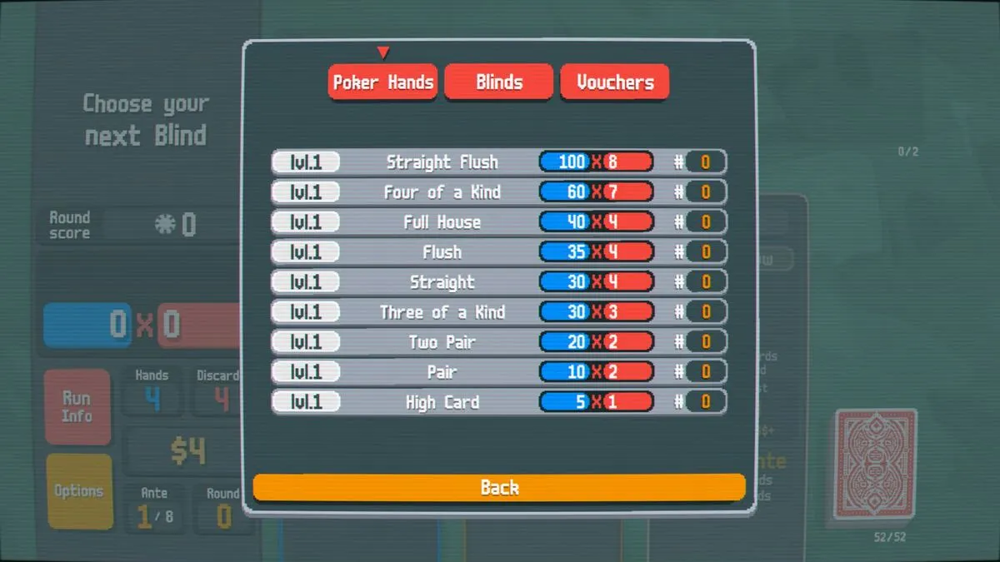 Poker Hands
Blinds
Vouchers
Choose your
next Blind
0/2
lvl.1 Straight Flush 100 X 8 # 0
lvl.1 Four of a Kind 60 X 7 # 0
lvl.1 Full House 40 X 4 # 0
lvl.1 Flush 35 X 4 # 0
lvl.1 Straight 30 X 4 # 0
lvl.1 Three of a Kind 30 X 3 # 0
lvl.1 Two Pair 20 X 2 # 0
lvl.1 Pair 10 X 2 # 0
lvl.1 High Card 5 X 1 # 0
Round
score
0
0 X 0
Run
Info
Hands
4
Discard
4
$4
Options
Ante
1/8
Round
0
Back
52/52